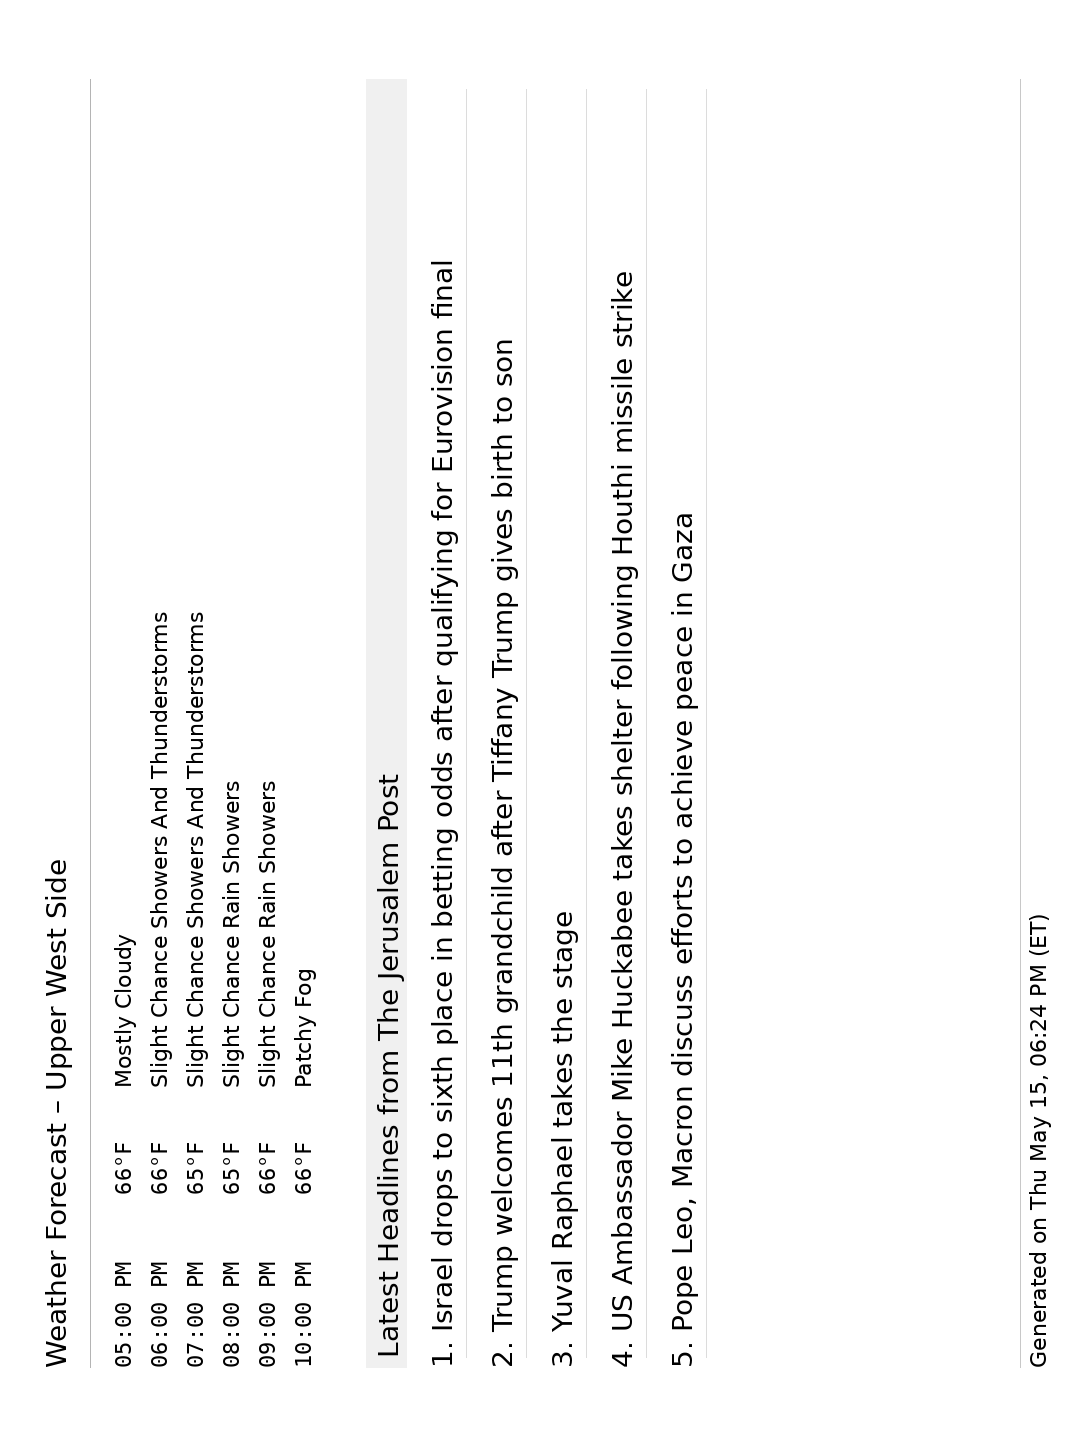 Weather Forecast – Upper West Side
05:00 PM 66°F Mostly Cloudy
06:00 PM 66°F Slight Chance Showers And Thunderstorms
07:00 PM 65°F Slight Chance Showers And Thunderstorms
08:00 PM 65°F Slight Chance Rain Showers
09:00 PM 66°F Slight Chance Rain Showers
10:00 PM 66°F Patchy Fog
Latest Headlines from The Jerusalem Post
1. Israel drops to sixth place in betting odds after qualifying for Eurovision final
2. Trump welcomes 11th grandchild after Tiffany Trump gives birth to son
3. Yuval Raphael takes the stage
4. US Ambassador Mike Huckabee takes shelter following Houthi missile strike
5. Pope Leo, Macron discuss efforts to achieve peace in Gaza
Generated on Thu May 15, 06:24 PM (ET)